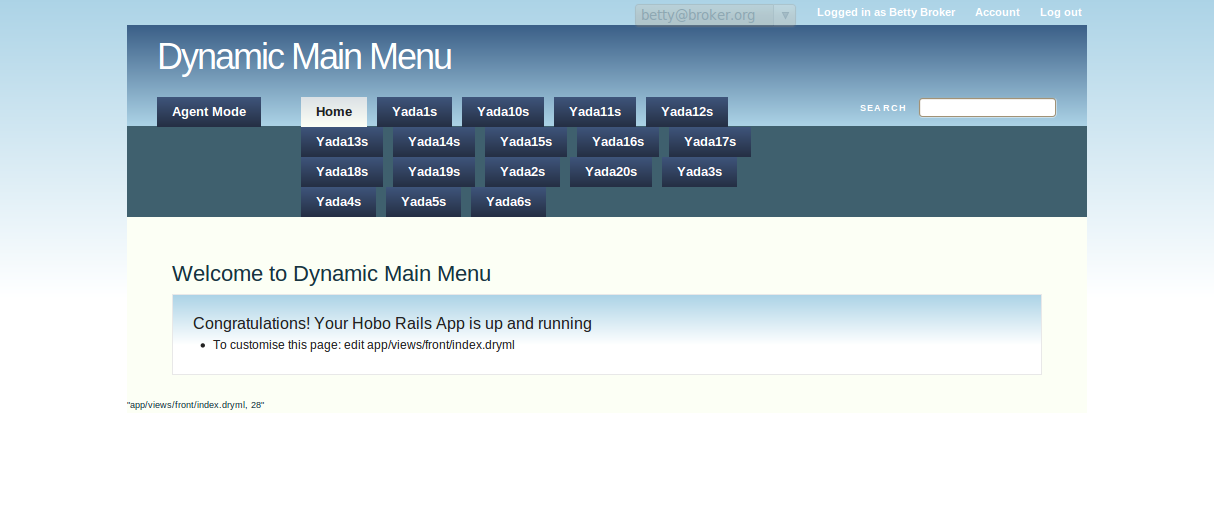 betty@broker.org Logged in as Betty Broker Account Log out
Dynamic Main Menu
Agent Mode Home Yada1s Yada10s Yada11s Yada12s SEARCH
Yada13s Yada14s Yada15s Yada16s Yada17s
Yada18s Yada19s Yada2s Yada20s Yada3s
Yada4s Yada5s Yada6s
Welcome to Dynamic Main Menu
Congratulations! Your Hobo Rails App is up and running
• To customise this page: edit app/views/front/index.dryml
"app/views/front/index.dryml, 28"